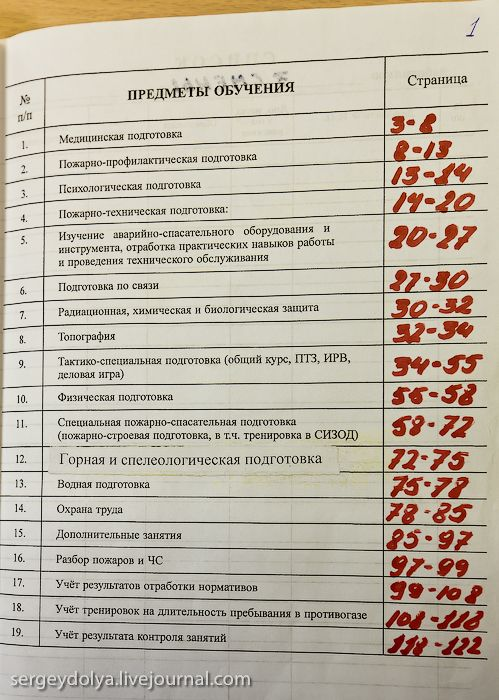 1
№ п/п ПРЕДМЕТЫ ОБУЧЕНИЯ Страница
1. Медицинская подготовка 3-8
2. Пожарно-профилактическая подготовка 8-13
3. Психологическая подготовка 13-14
4. Пожарно-техническая подготовка: 14-20
5. Изучение аварийно-спасательного оборудования и
инструмента, отработка практических навыков работы
и проведения технического обслуживания 20-27
6. Подготовка по связи 27-30
7. Радиационная, химическая и биологическая защита 30-32
8. Топография 32-34
9. Тактико-специальная подготовка (общий курс, ПТЗ, ИРВ,
деловая игра) 34-55
10. Физическая подготовка 55-58
11. Специальная пожарно-спасательная подготовка
(пожарно-строевая подготовка, в т.ч. тренировка в СИЗОД) 58-72
12. Горная и спелеологическая подготовка 72-75
13. Водная подготовка 75-78
14. Охрана труда 78-85
15. Дополнительные занятия 85-97
16. Разбор пожаров и ЧС 97-99
17. Учёт результатов отработки нормативов 99-108
18. Учёт тренировок на длительность пребывания в противогазе 108-118
19. Учёт результата контроля занятий 118-122
sergeydolya.livejournal.com